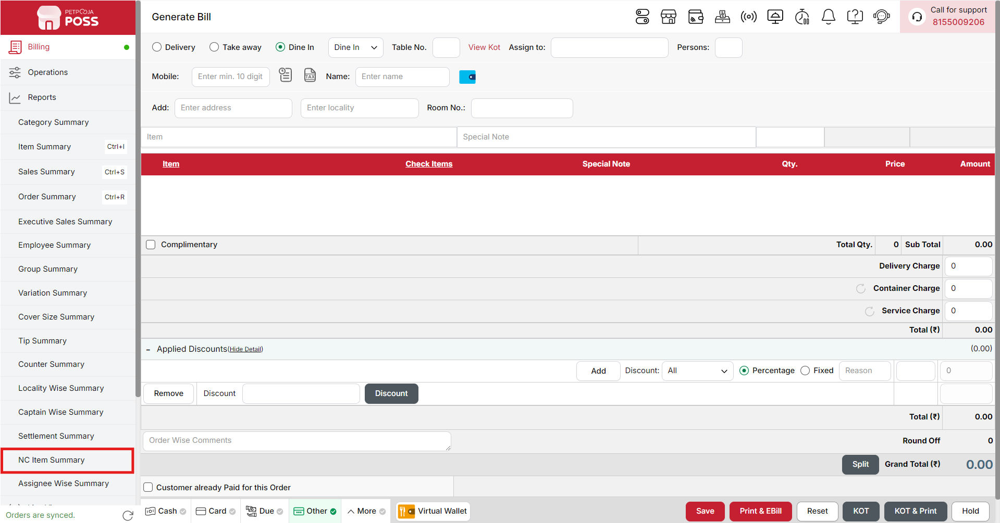 PETPOOJA
POSS
Generate Bill
Call for support
8155009206
Billing
Operations
Reports
Category Summary
Item Summary Ctrl+I
Sales Summary Ctrl+S
Order Summary Ctrl+R
Executive Sales Summary
Employee Summary
Group Summary
Variation Summary
Cover Size Summary
Tip Summary
Counter Summary
Locality Wise Summary
Captain Wise Summary
Settlement Summary
NC Item Summary
Assignee Wise Summary
Orders are synced.
Delivery Take away Dine In Dine In Table No. View Kot Assign to: Persons:
Mobile: Enter min. 10 digit TAX Name: Enter name
Add: Enter address Enter locality Room No.:
Item Special Note
Item Check Items Special Note Qty. Price Amount
Complimentary Total Qty. 0 Sub Total 0.00
Delivery Charge 0
Container Charge 0
Service Charge 0
Total (₹) 0.00
- Applied Discounts(Hide Detail) (0.00)
Add Discount: All Percentage Fixed Reason 0
Remove Discount Discount
Total (₹) 0.00
Order Wise Comments Round Off 0
Split Grand Total (₹) 0.00
Customer already Paid for this Order
Cash Card Due Other More Virtual Wallet Save Print & EBill Reset KOT KOT & Print Hold